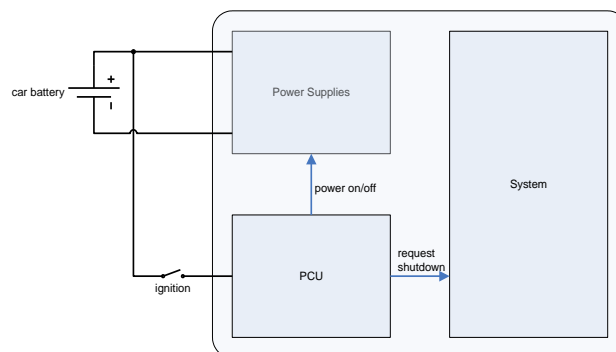 Power Supplies
+
car battery
power on/off
System
request
shutdown
PCU
ignition